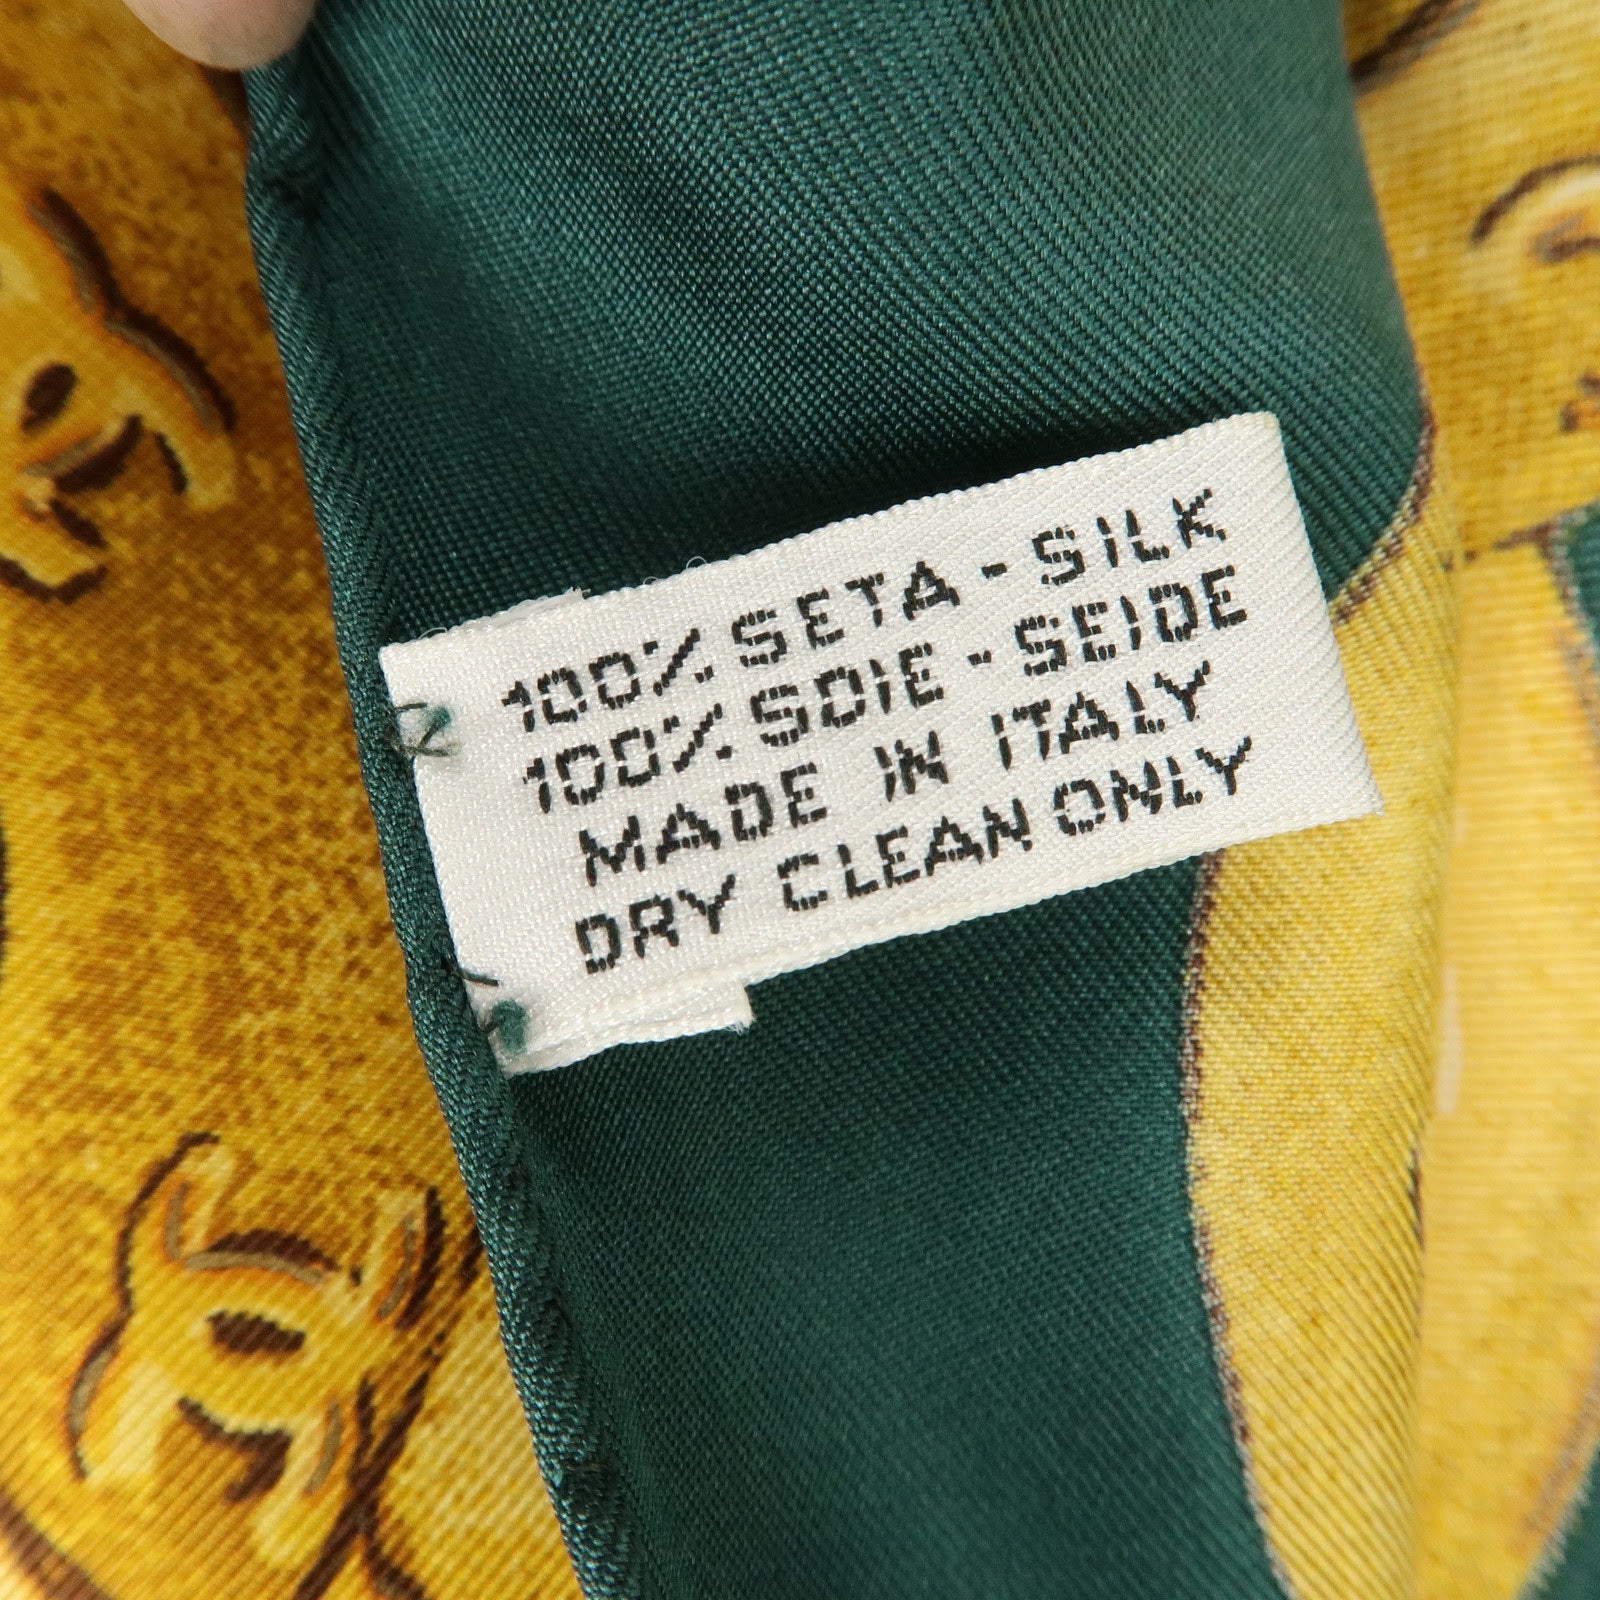 100% SETA - SILK
100% SOIE - SEIDE
MADE IN ITALY
DRY CLEAN ONLY